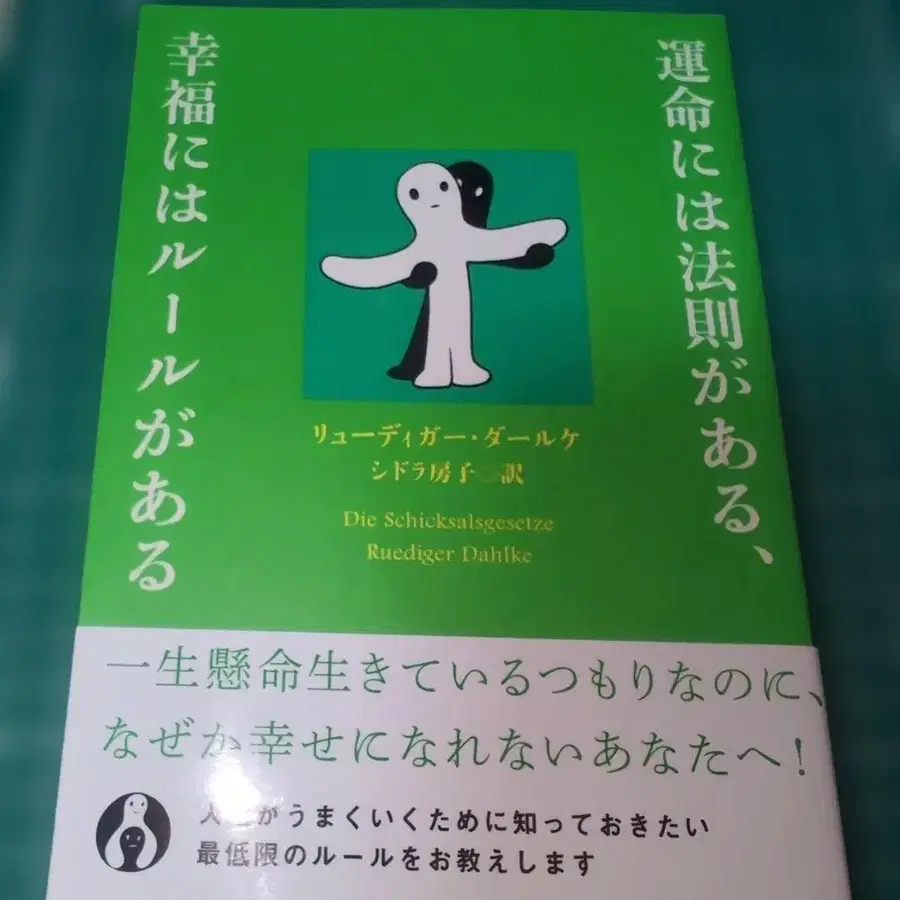 運命には法則がある、
幸福にはルールがある
リューディガー・ダールケ
シドラ房子 訳
Die Schicksalsgesetze
Ruediger Dahlke
一生懸命生きているつもりなのに、
なぜか幸せになれないあなたへ!
人生がうまくいくために知っておきたい
最低限のルールをお教えします